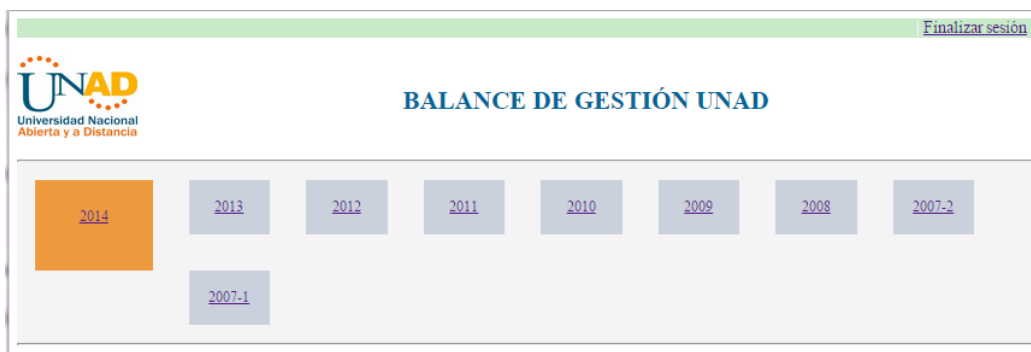 Finalizar sesión
UNAD
Universidad Nacional
Abierta y a Distancia
BALANCE DE GESTIÓN UNAD
2014
2013
2012
2011
2010
2009
2008
2007-2
2007-1